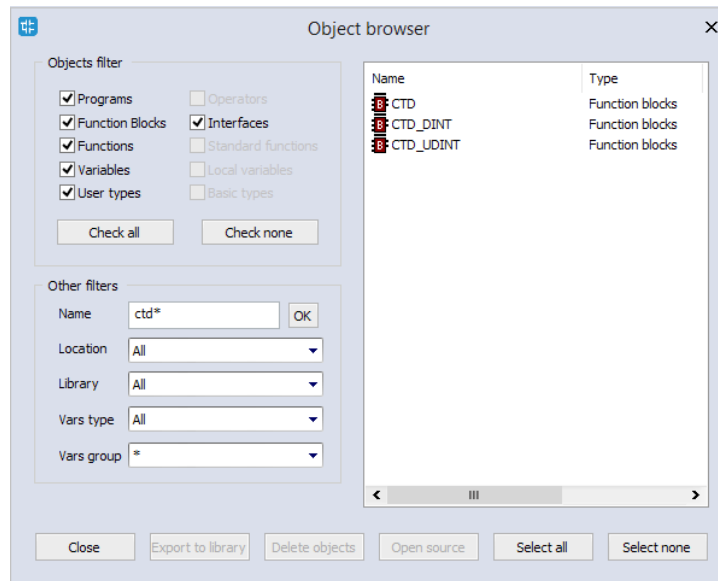 Object browser
Objects filter
Programs
Operators
Function Blocks
Interfaces
Functions
Standard functions
Variables
Local variables
User types
Basic types
Check all
Check none
Other filters
Name
ctd*
OK
Location
All
Library
All
Vars type
All
Vars group
*
Name Type
CTD Function blocks
CTD_DINT Function blocks
CTD_UDINT Function blocks
Close
Export to library
Delete objects
Open source
Select all
Select none